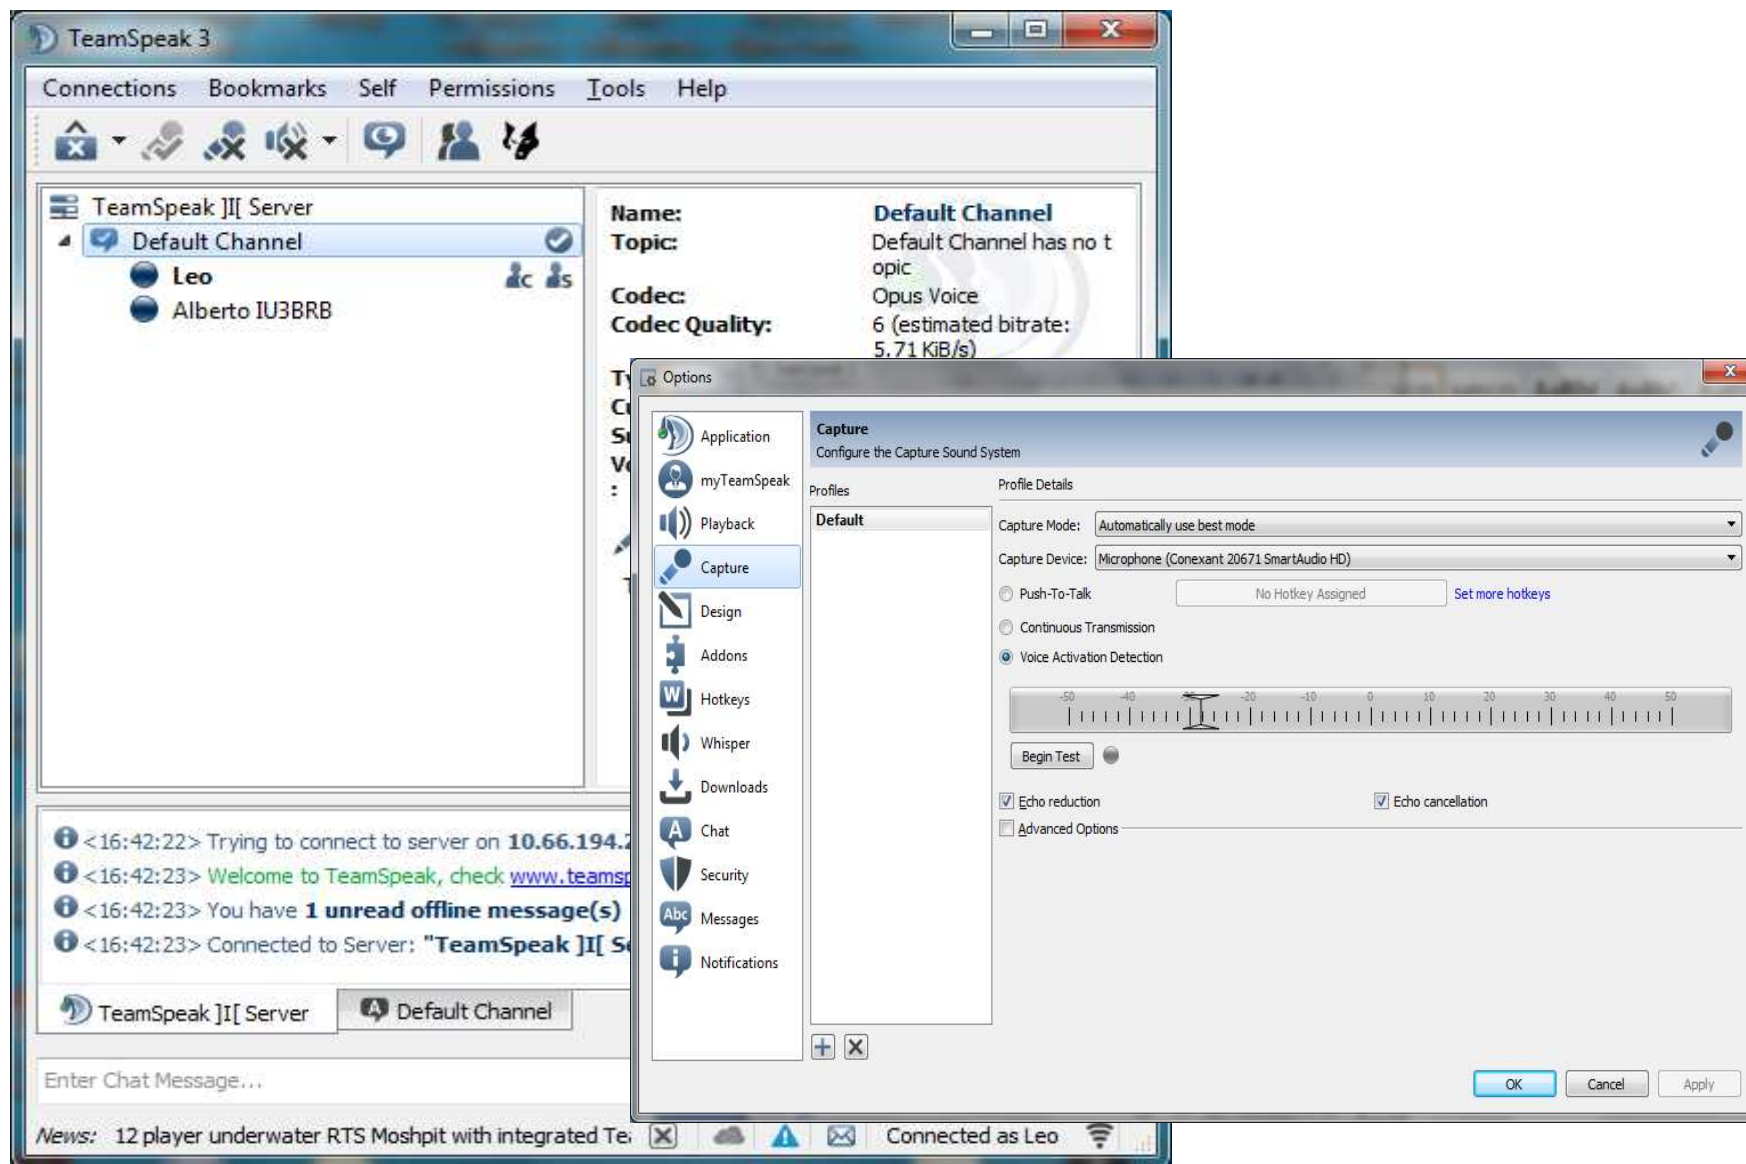 TeamSpeak 3
Connections Bookmarks Self Permissions Tools Help
TeamSpeak ]I[ Server
Default Channel
Leo
Alberto IU3BRB
Name: Default Channel
Topic: Default Channel has no t
opic
Codec: Opus Voice
Codec Quality: 6 (estimated bitrate:
5.71 KiB/s)
<16:42:22> Trying to connect to server on 10.66.194.2
<16:42:23> Welcome to TeamSpeak, check www.teamsp
<16:42:23> You have 1 unread offline message(s)
<16:42:23> Connected to Server: "TeamSpeak ]I[ Se
TeamSpeak ]I[ Server
Default Channel
Enter Chat Message...
News: 12 player underwater RTS Moshpit with integrated Te
Connected as Leo
Options
Application
myTeamSpeak
Playback
Capture
Design
Addons
Hotkeys
Whisper
Downloads
Chat
Security
Messages
Notifications
Capture
Configure the Capture Sound System
Profiles
Default
Profile Details
Capture Mode: Automatically use best mode
Capture Device: Microphone (Conexant 20671 SmartAudio HD)
Push-To-Talk No Hotkey Assigned Set more hotkeys
Continuous Transmission
Voice Activation Detection
-50 -40 -20 -10 0 10 20 30 40 50
Begin Test
Echo reduction Echo cancellation
Advanced Options
OK Cancel Apply